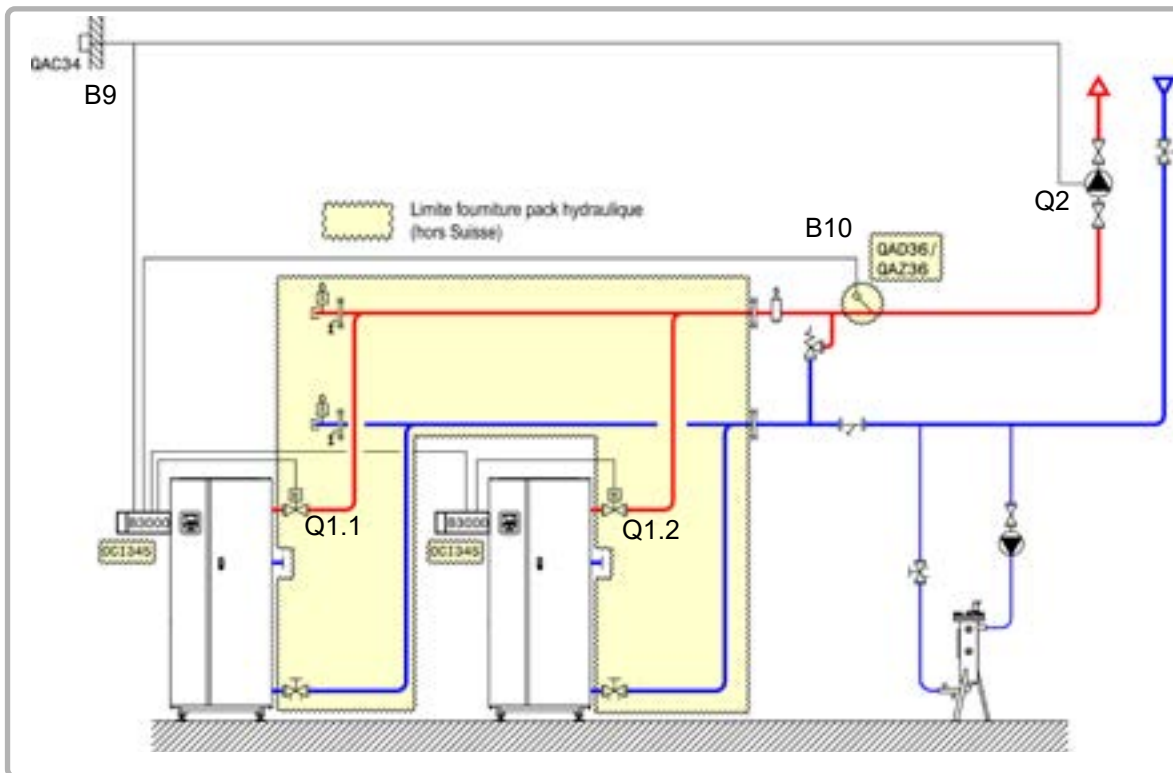 QAC34
B9
Limite fourniture pack hydraulique
(hors Suisse)
B10
QAD36/
QAZ36
Q2
B3000
OCI345
Q1.1
B3000
OCI345
Q1.2